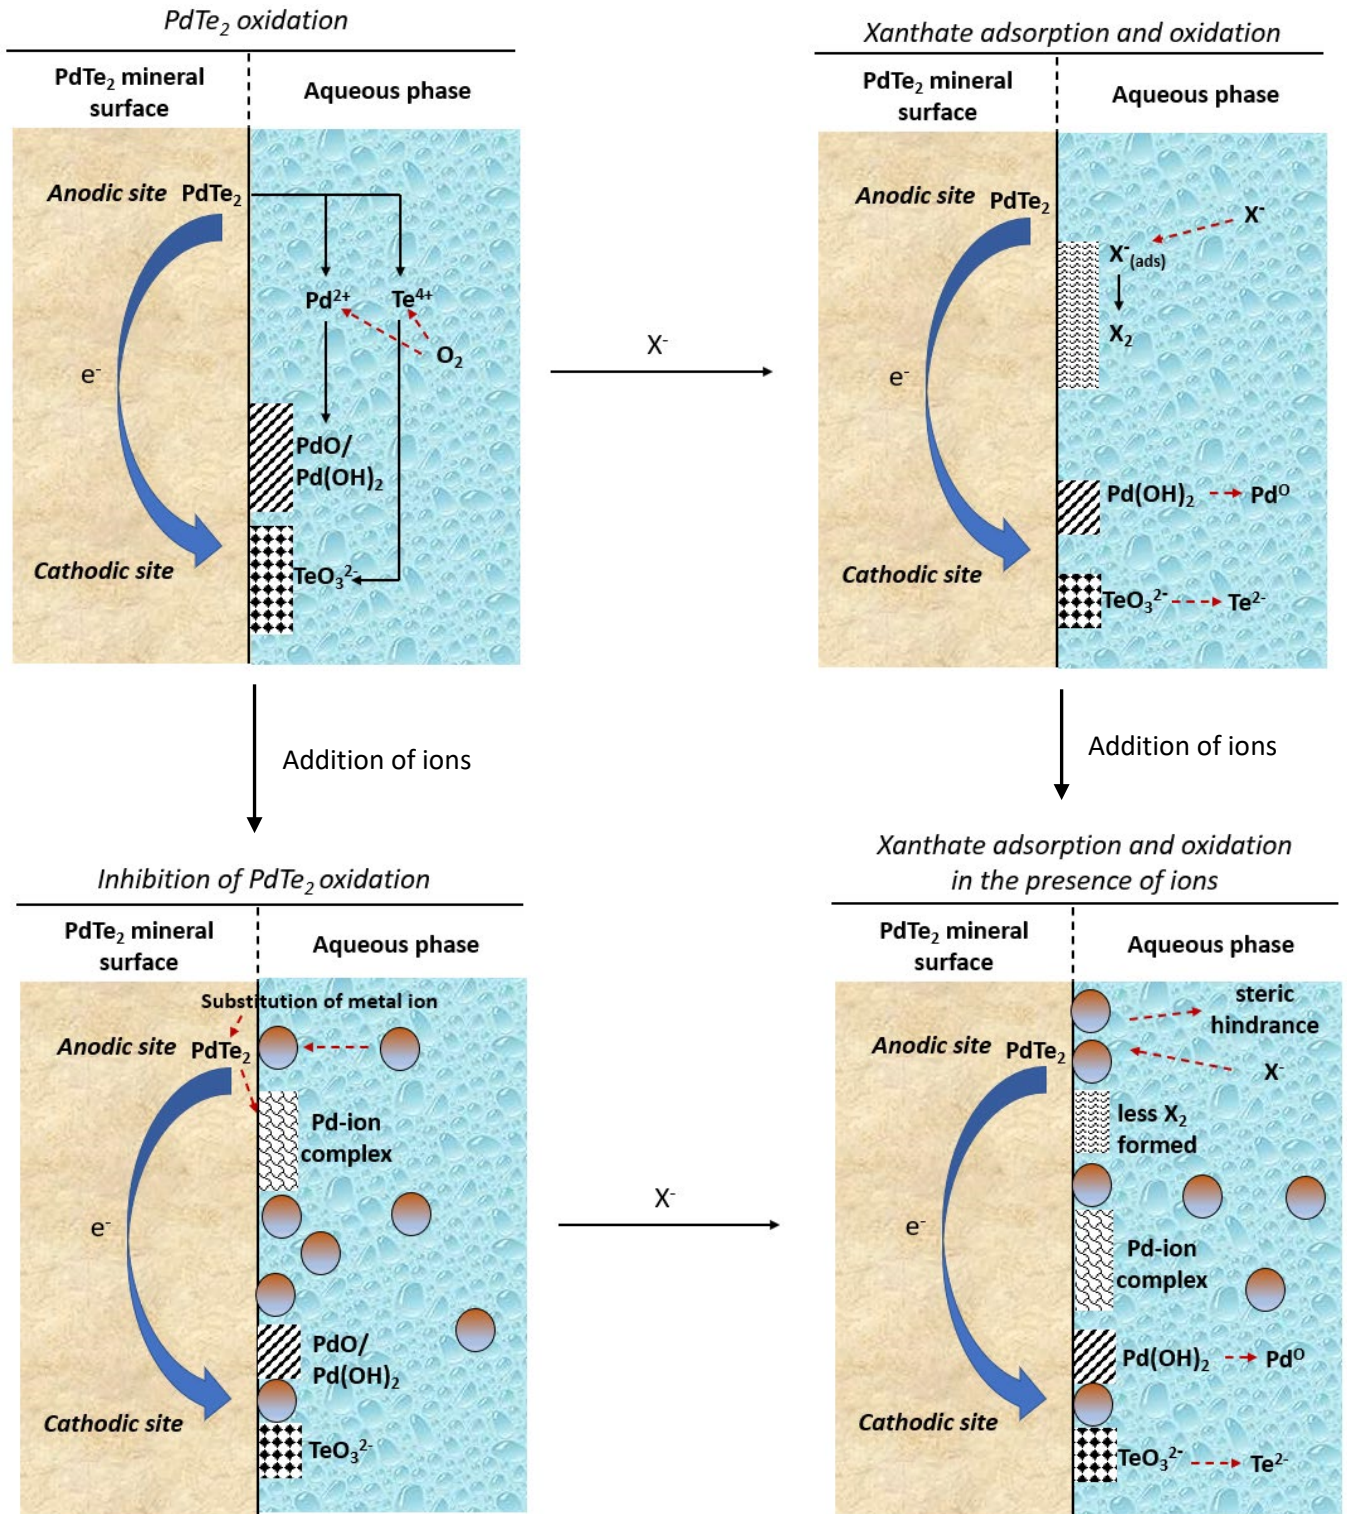 PdTe₂ oxidation
PdTe₂ mineral
surface
Aqueous phase
Anodic site PdTe₂
Pd²⁺ Te⁴⁺
O₂
e⁻
PdO/
Pd(OH)₂
Cathodic site
TeO₃²⁻
X⁻
Xanthate adsorption and oxidation
PdTe₂ mineral
surface
Aqueous phase
Anodic site PdTe₂
X⁻
X⁻(ads)
X₂
e⁻
Pd(OH)₂ Pd⁰
Cathodic site
TeO₃²⁻ Te²⁻
Addition of ions
Addition of ions
Inhibition of PdTe₂ oxidation
PdTe₂ mineral
surface
Aqueous phase
Substitution of metal ion
Anodic site PdTe₂
Pd-ion
complex
e⁻
PdO/
Pd(OH)₂
Cathodic site
TeO₃²⁻
X⁻
Xanthate adsorption and oxidation
in the presence of ions
PdTe₂ mineral
surface
Aqueous phase
steric
hindrance
Anodic site PdTe₂
X⁻
less X₂
formed
e⁻
Pd-ion
complex
Pd(OH)₂ Pd⁰
Cathodic site
TeO₃²⁻ Te²⁻